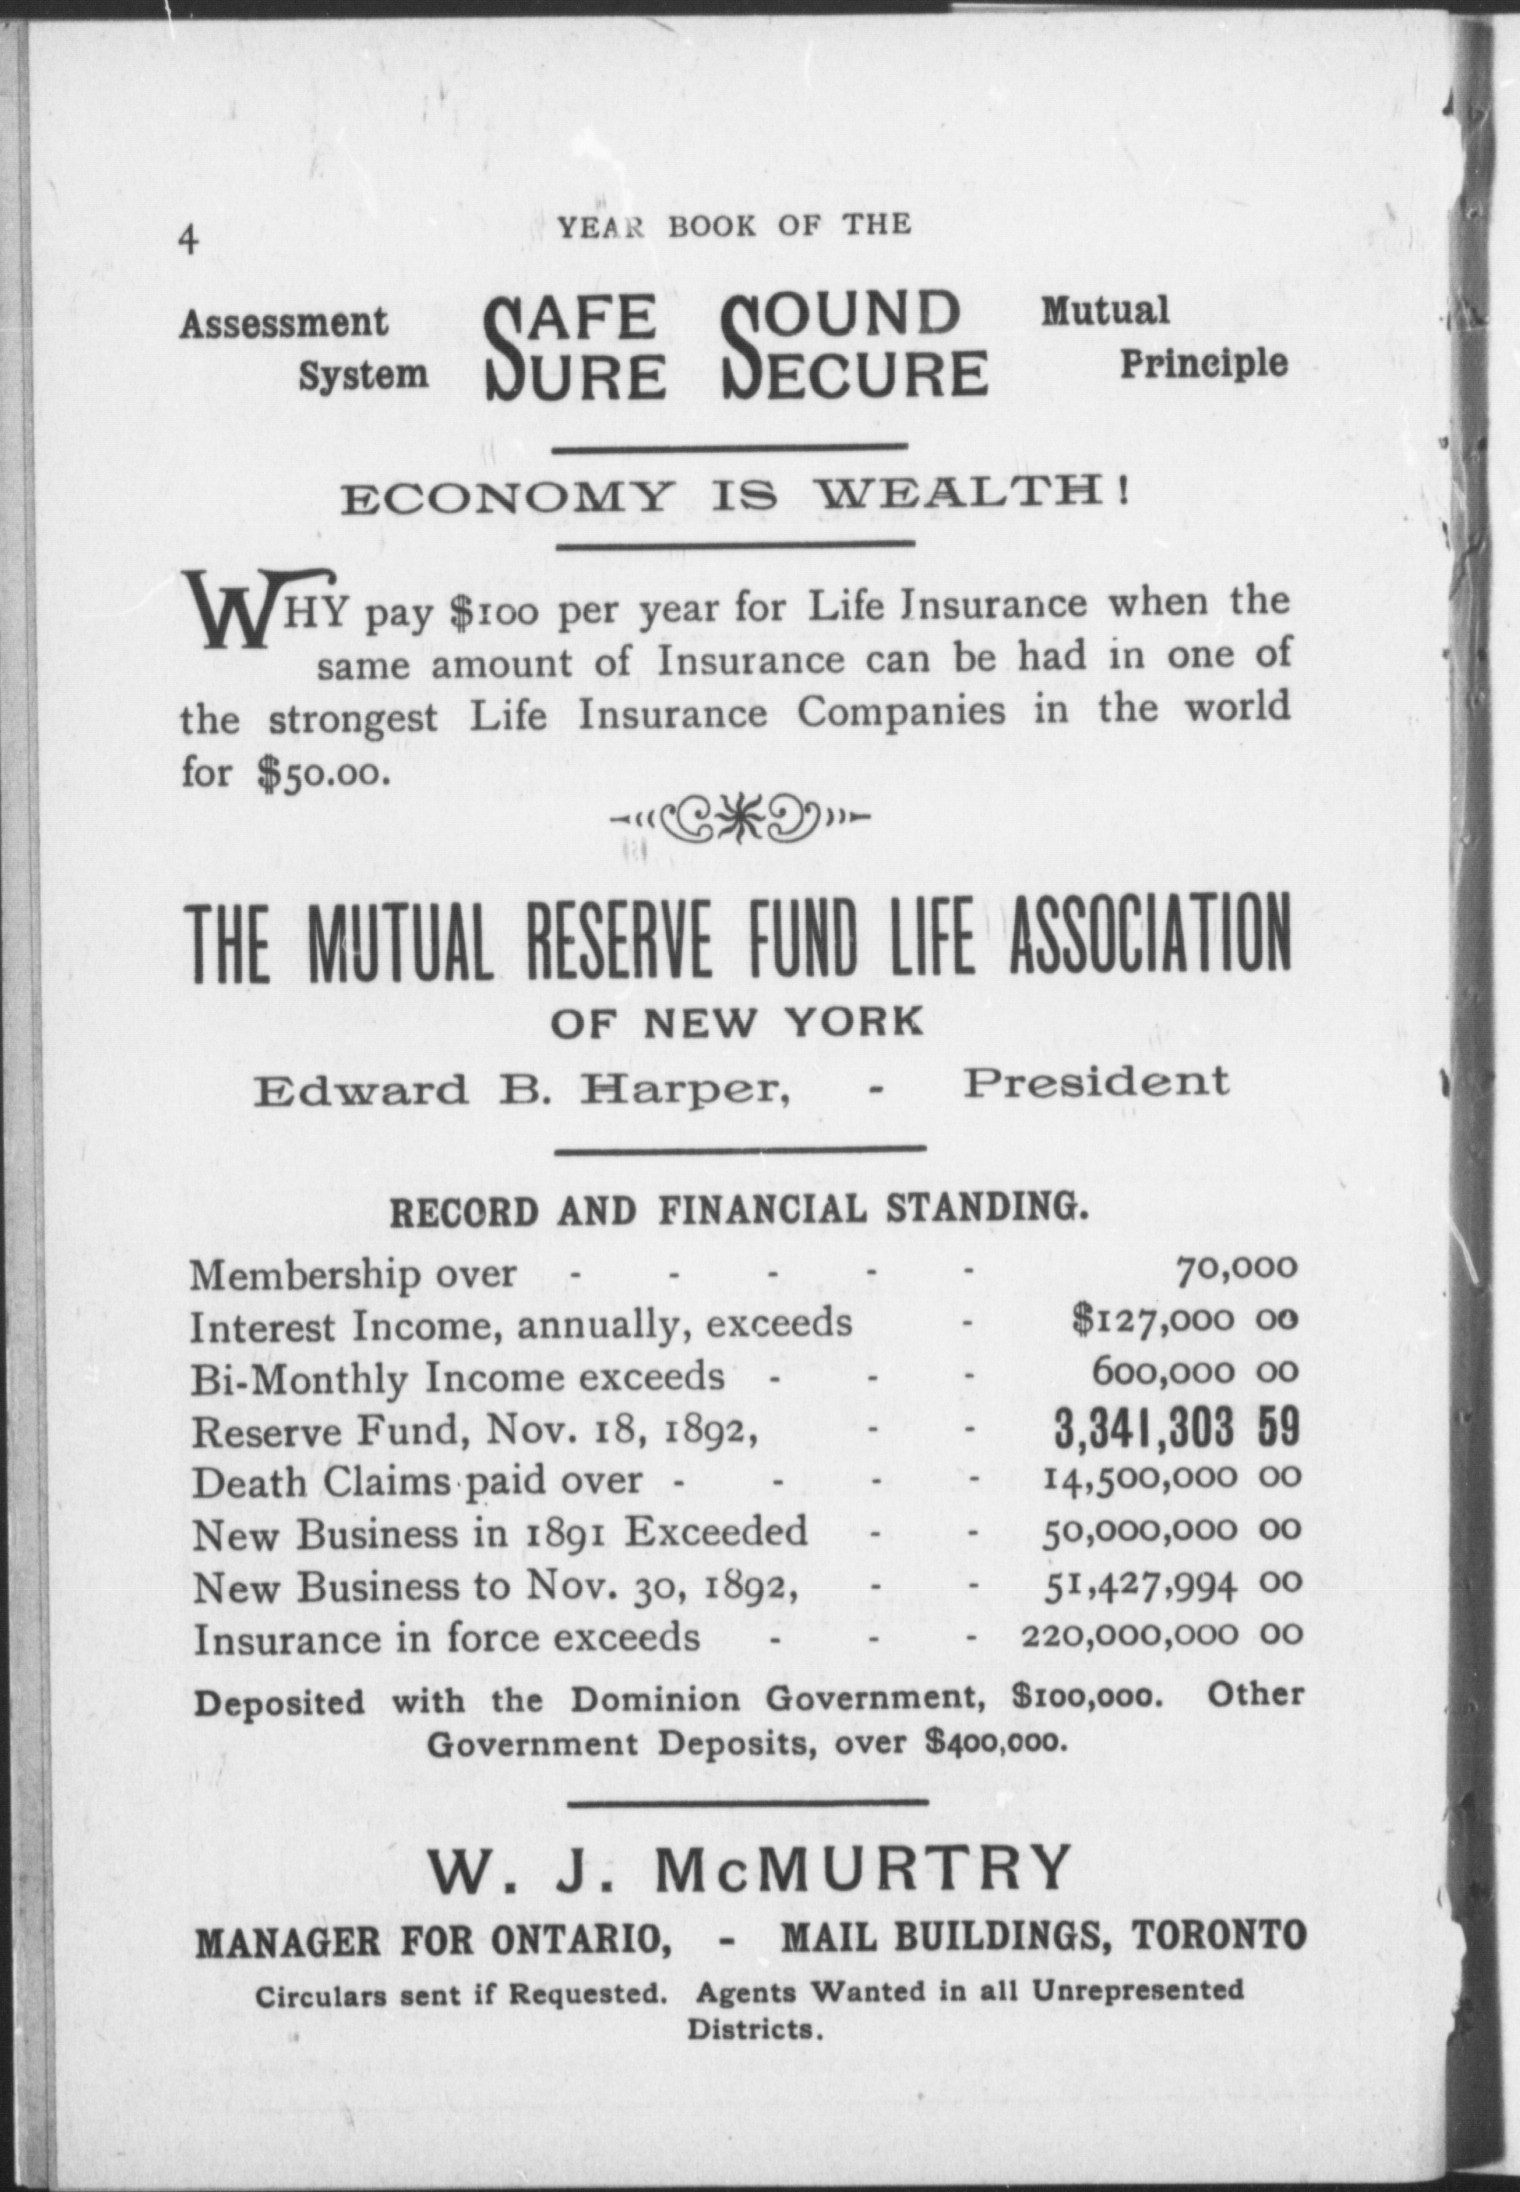 4 YEAR BOOK OF THE
Assessment System SAFE SOUND SURE SECURE Mutual Principle
ECONOMY IS WEALTH!
WHY pay $100 per year for Life Insurance when the
same amount of Insurance can be had in one of
the strongest Life Insurance Companies in the world
for $50.00.
THE MUTUAL RESERVE FUND LIFE ASSOCIATION
OF NEW YORK
Edward B. Harper, - President
RECORD AND FINANCIAL STANDING.
Membership over - - - - - 70,000
Interest Income, annually, exceeds - $127,000 00
Bi-Monthly Income exceeds - - - 600,000 00
Reserve Fund, Nov. 18, 1892, - - 3,341,303 59
Death Claims paid over - - - - 14,500,000 00
New Business in 1891 Exceeded - - 50,000,000 00
New Business to Nov. 30, 1892, - - 51,427,994 00
Insurance in force exceeds - - - 220,000,000 00
Deposited with the Dominion Government, $100,000. Other
Government Deposits, over $400,000.
W. J. McMURTRY
MANAGER FOR ONTARIO, - MAIL BUILDINGS, TORONTO
Circulars sent if Requested. Agents Wanted in all Unrepresented
Districts.